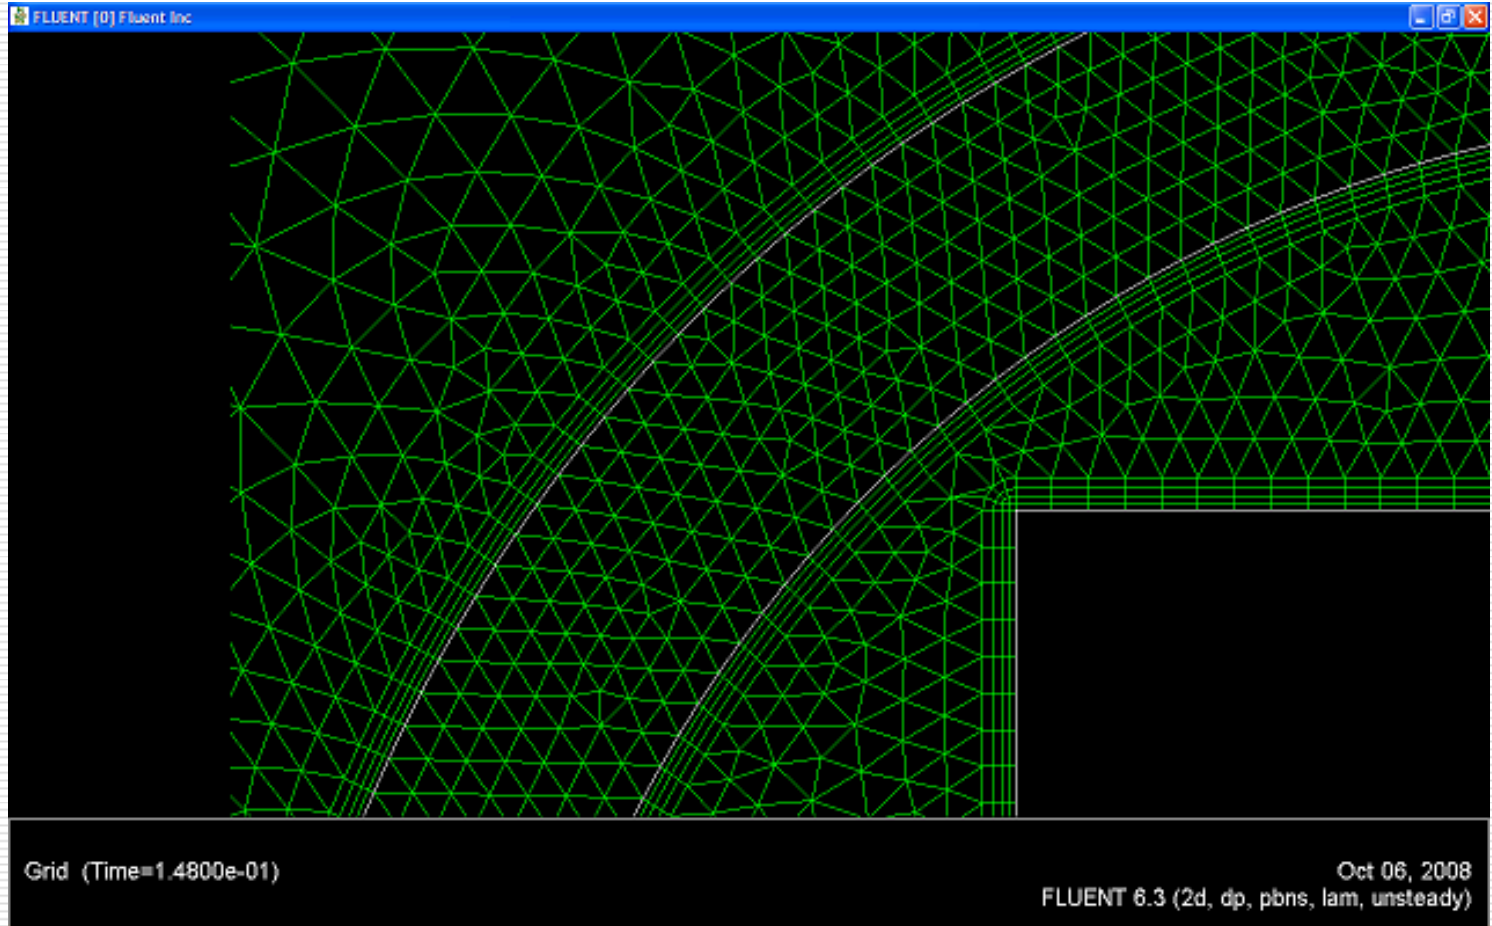 FLUENT [0] Fluent Inc
Grid (Time=1.4800e-01)
Oct 06, 2008
FLUENT 6.3 (2d, dp, pbns, lam, unsteady)